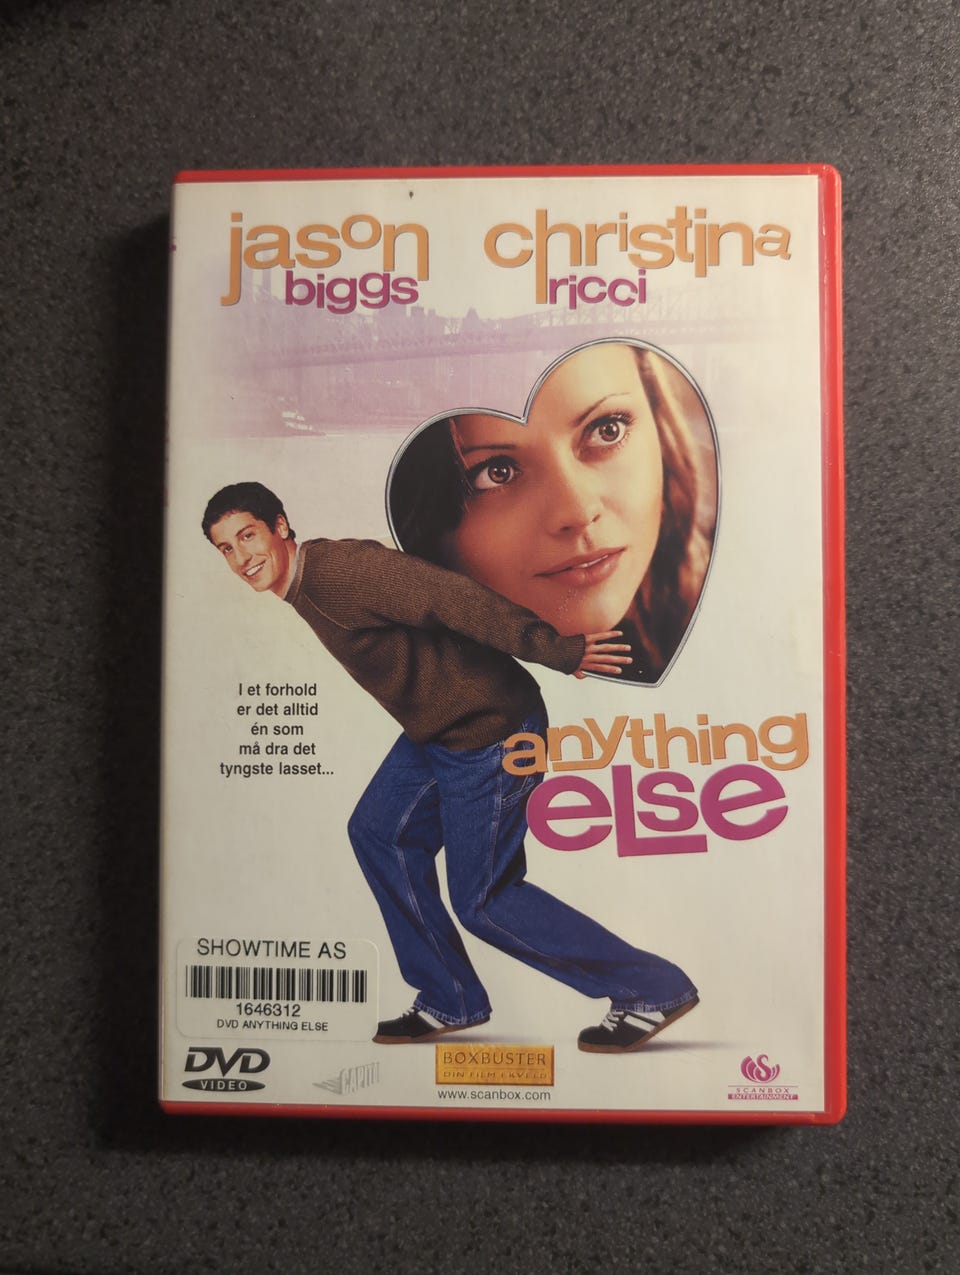 jason christina
biggs ricci
I et forhold
er det alltid
én som
må dra det
tyngste lasset...
anything
ELSE
SHOWTIME AS
1646312
DVD ANYTHING ELSE
DVD
VIDEO
BOXBUSTER
DIN FILM I KVELD
www.scanbox.com
SCANBOX
ENTERTAINMENT